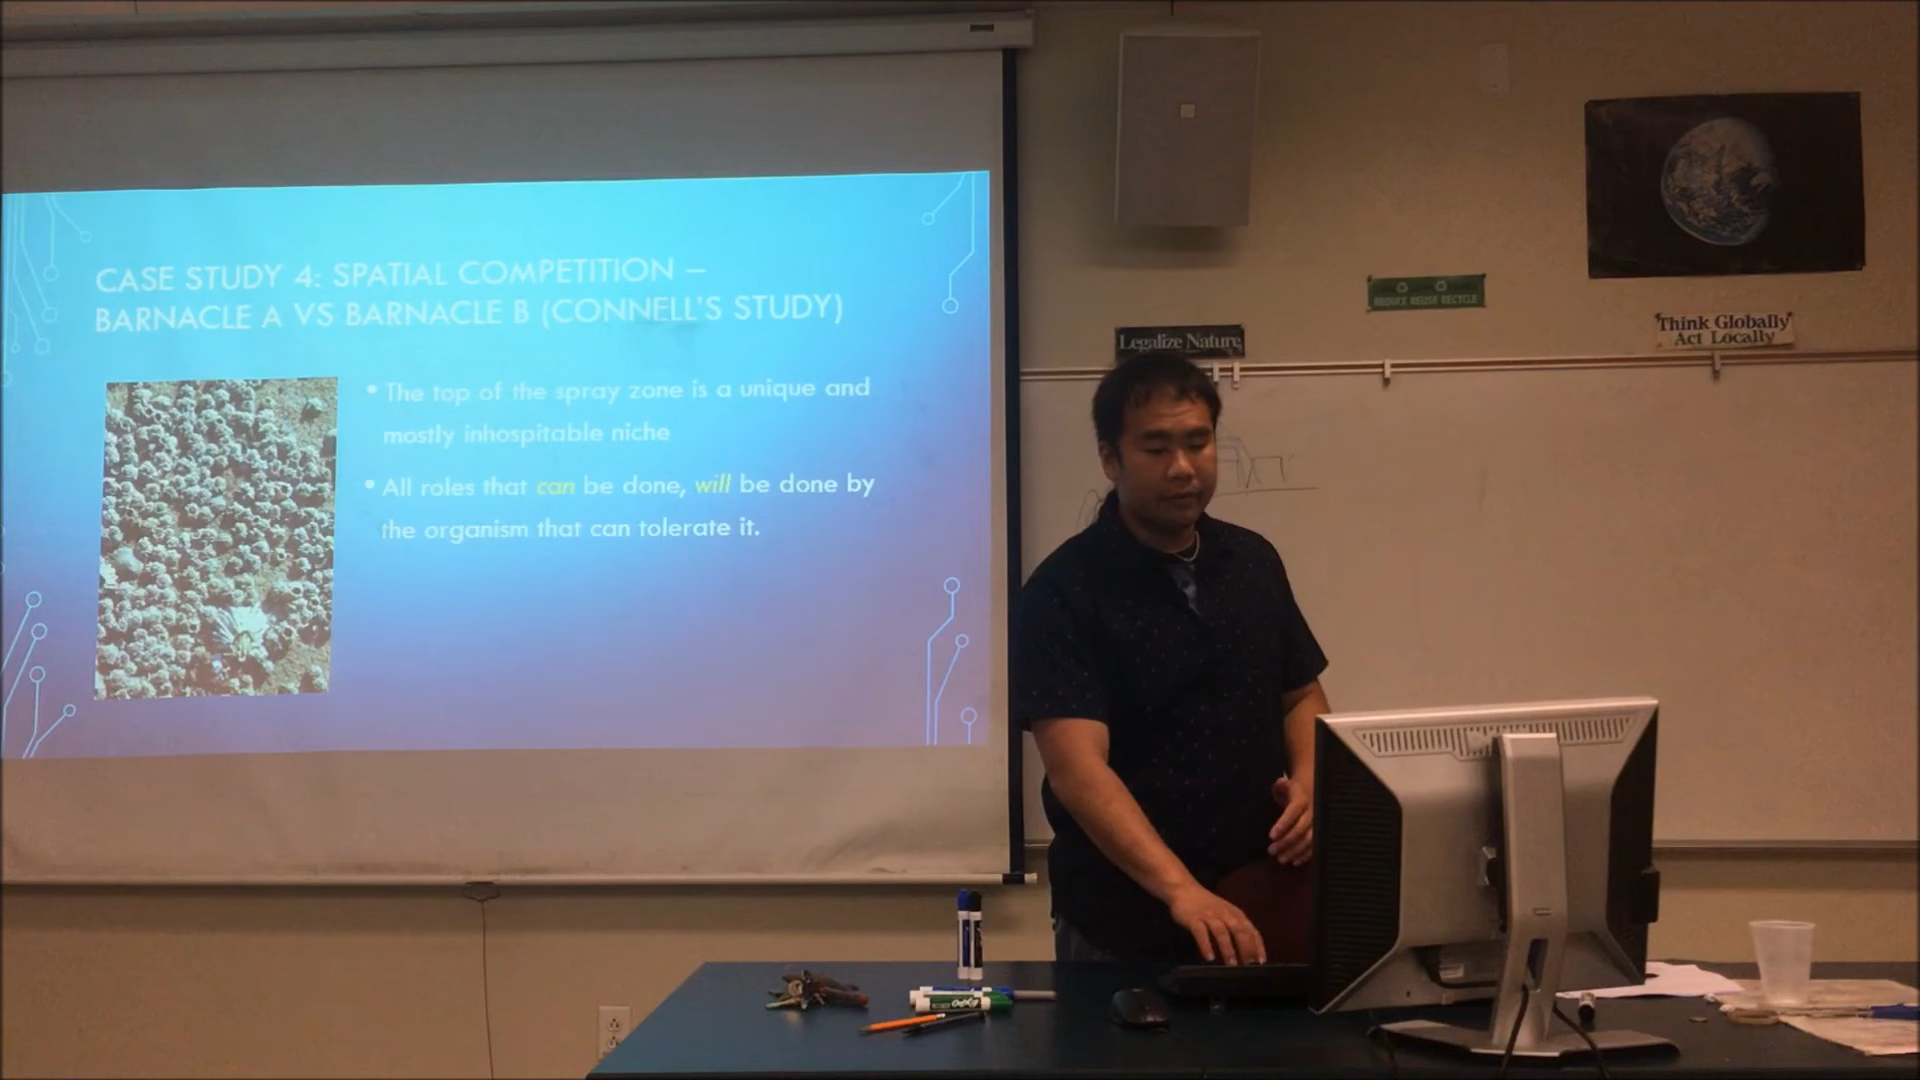 CASE STUDY 4: SPATIAL COMPETITION –
BARNACLE A VS BARNACLE B (CONNELL'S STUDY)
• The top of the spray zone is a unique and
mostly inhospitable niche
• All roles that can be done, will be done by
the organism that can tolerate it.
Legalize Nature
REDUCE REUSE RECYCLE
Think Globally
Act Locally